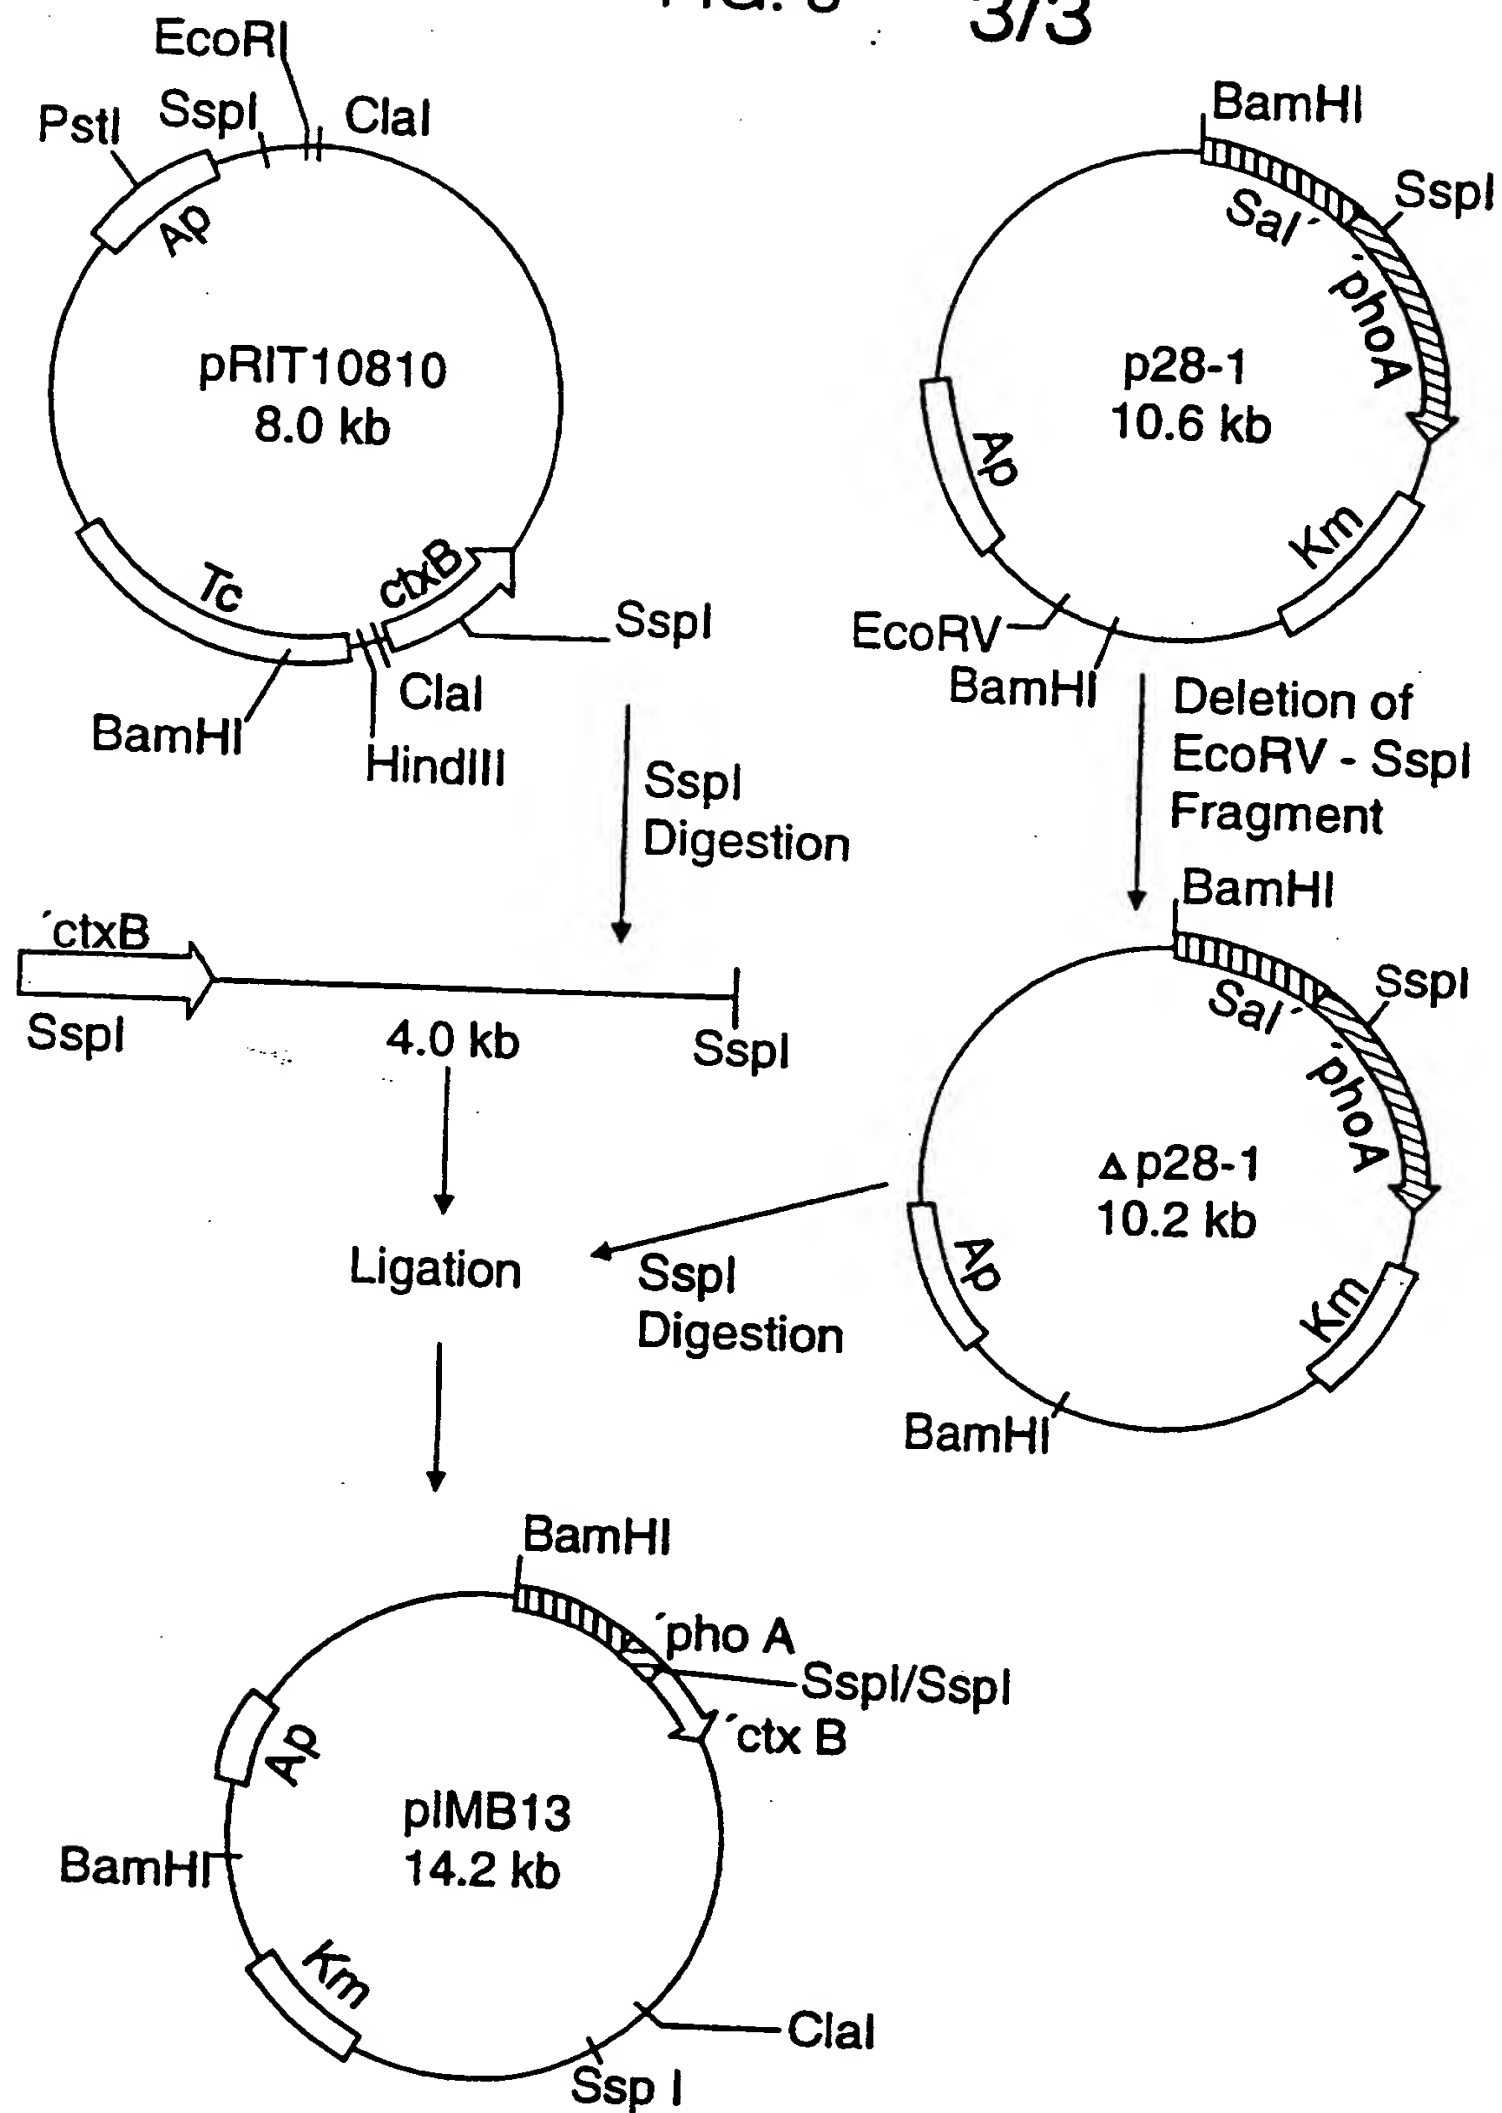 FIG. 3
3/3
EcoRI
PstI
SspI
ClaI
Ap
pRIT10810
8.0 kb
Tc
ctxB
SspI
ClaI
BamHI
HindIII
BamHI
SspI
Sal´
´phoA
p28-1
10.6 kb
Ap
Km
EcoRV
BamHI
SspI
Digestion
Deletion of
EcoRV - SspI
Fragment
´ctxB
SspI
4.0 kb
SspI
BamHI
SspI
Sal´
´phoA
Δp28-1
10.2 kb
Ap
Km
BamHI
Ligation
SspI
Digestion
BamHI
´pho A
SspI/SspI
´ctx B
Ap
pIMB13
14.2 kb
BamHI
Km
ClaI
Ssp I